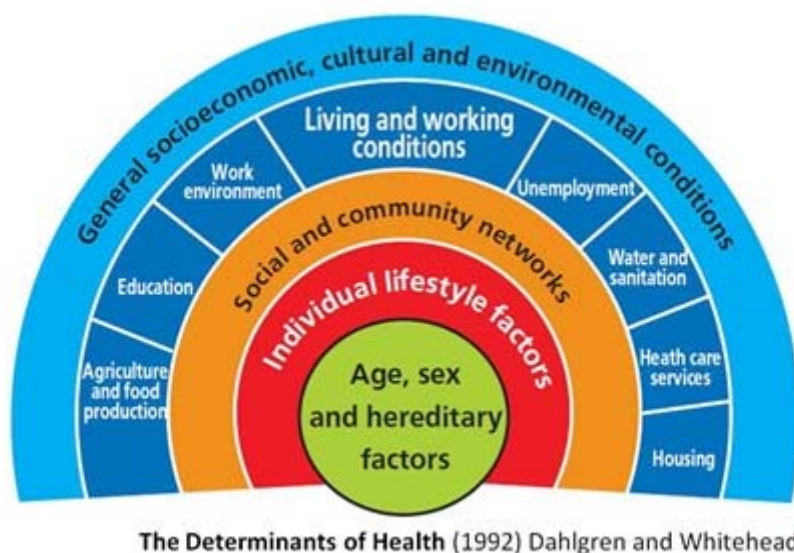 General socioeconomic, cultural and environmental conditions
Living and working
conditions
Work
environment
Unemployment
Education
Water and
sanitation
Agriculture
and food
production
Heath care
services
Housing
Social and community networks
Individual lifestyle factors
Age, sex
and hereditary
factors
The Determinants of Health (1992) Dahlgren and Whitehead